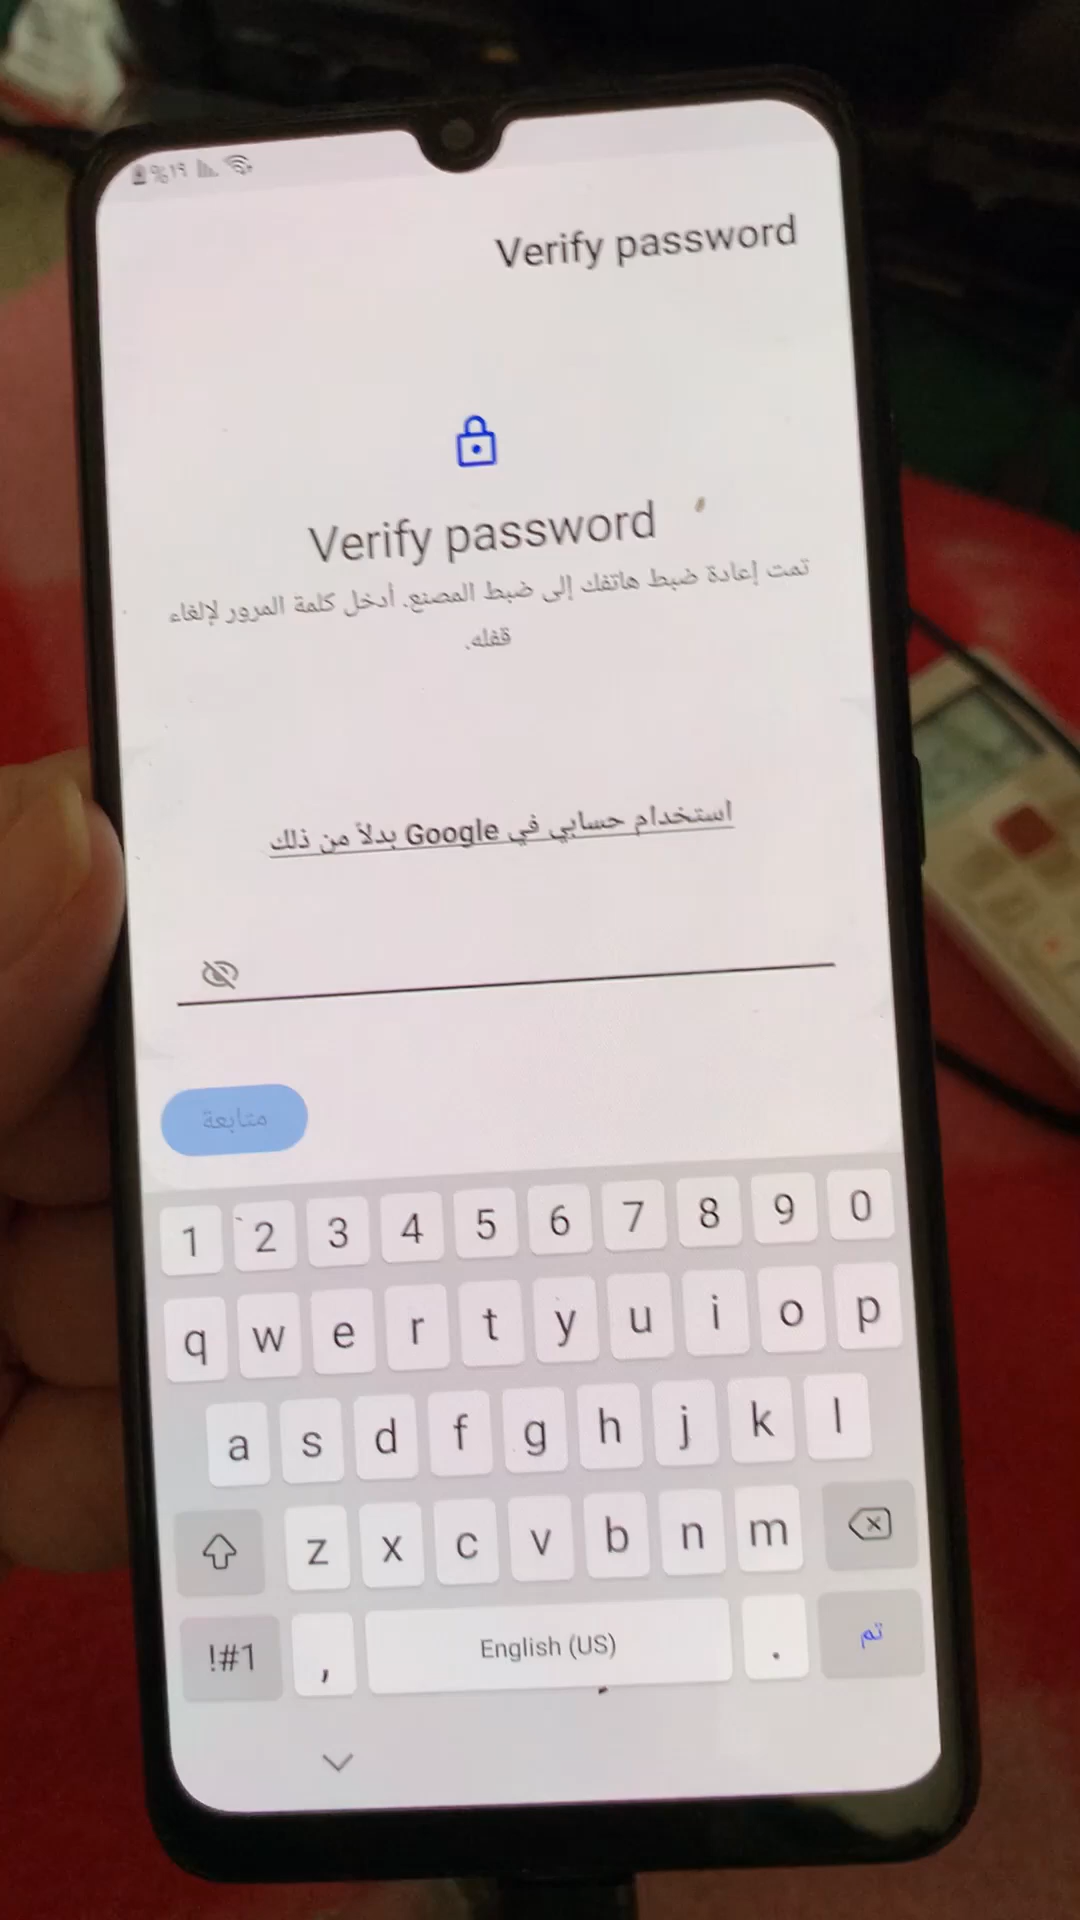 %١٩
Verify password
Verify password
تمت إعادة ضبط هاتفك إلى ضبط المصنع. أدخل كلمة المرور لإلغاء
قفله.
استخدام حسابي في Google بدلاً من ذلك
متابعة
1 2 3 4 5 6 7 8 9 0
q w e r t y u i o p
a s d f g h j k l
z x c v b n m
!#1 , English (US) . تم